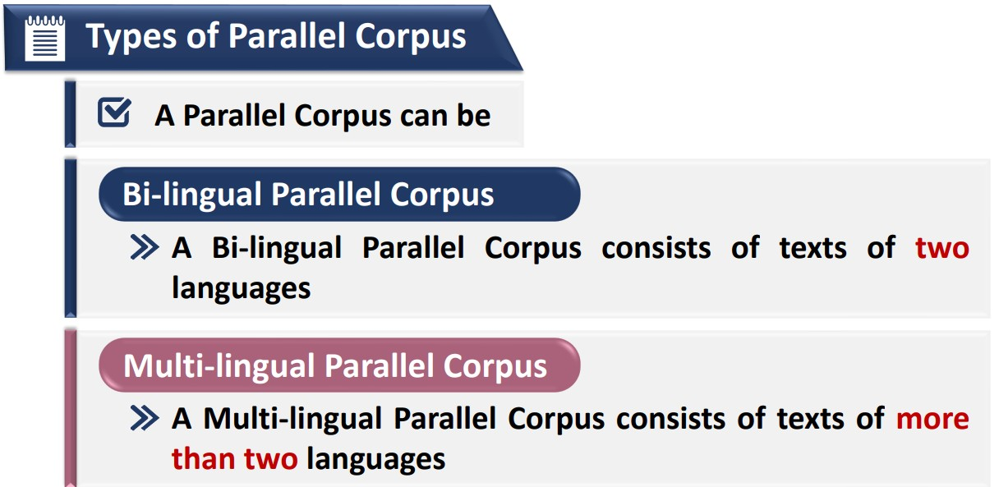 Types of Parallel Corpus
A Parallel Corpus can be
Bi-lingual Parallel Corpus
A Bi-lingual Parallel Corpus consists of texts of two
languages
Multi-lingual Parallel Corpus
A Multi-lingual Parallel Corpus consists of texts of more
than two languages